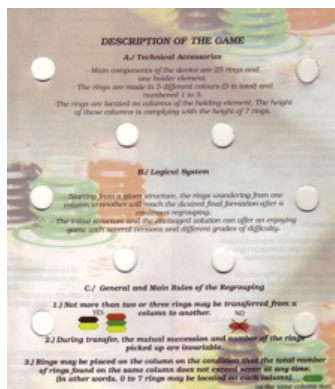 DESCRIPTION OF THE GAME
A./ Technical Accessories
- Main components of the device are 25 rings and
one holder element.
- The rings are made in 5 different colours (5 in total) and
numbered 1 to 5.
-The rings are located on columns of the holding element. The height
of these columns is complying with the height of 7 rings.
B./ Logical System
- Starting from a given structure, the rings wandering from one
column to another will reach the desired final formation after a
continous regrouping.
- The initial structure and the envisaged solution can offer an enjoying
game with several versions and different grades of difficulty.
C./ General and Main Rules of the Regrouping
1.) Not more than two or three rings may be transferred from a
column to another.
YES NO
2.) During transfer, the mutual succession and number of the rings
picked up are invariable.
3.) Rings may be placed on the column on the condition that the total number
of rings found on the same column does not exceed seven at any time.
(In other words, 0 to 7 rings may be located on each column).